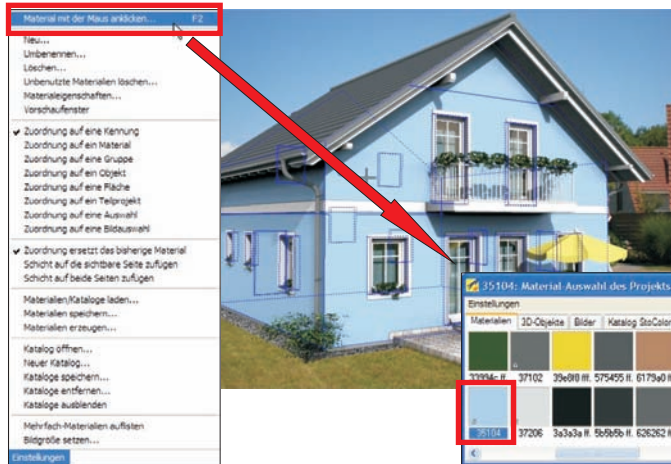 Material mit der Maus anklicken... F2
Neu...
Umbenennen...
Löschen...
Unbenutzte Materialien löschen...
Materialeigenschaften...
Vorschaufenster
Zuordnung auf eine Kennung
Zuordnung auf ein Material
Zuordnung auf eine Gruppe
Zuordnung auf ein Objekt
Zuordnung auf eine Fläche
Zuordnung auf ein Teilprojekt
Zuordnung auf eine Auswahl
Zuordnung auf eine Bildauswahl
Zuordnung ersetzt das bisherige Material
Schicht auf die sichtbare Seite zufügen
Schicht auf beide Seiten zufügen
Materialien/Kataloge laden...
Materialien speichern...
Materialien erzeugen...
Katalog öffnen...
Neuer Katalog...
Kataloge speichern...
Kataloge entfernen...
Kataloge ausblenden
Mehrfach-Materialien auflisten
Bildgröße setzen...
Einstellungen
35104: Material-Auswahl des Projekts
Einstellungen
Materialien 3D-Objekte Bilder Katalog StoColor
33994c ff. 37102 39e0f0 fff. 575455 ff. 6179a0 ff
35104 37206 3a3a3a ff. 5b5b5b ff. 626262 ff